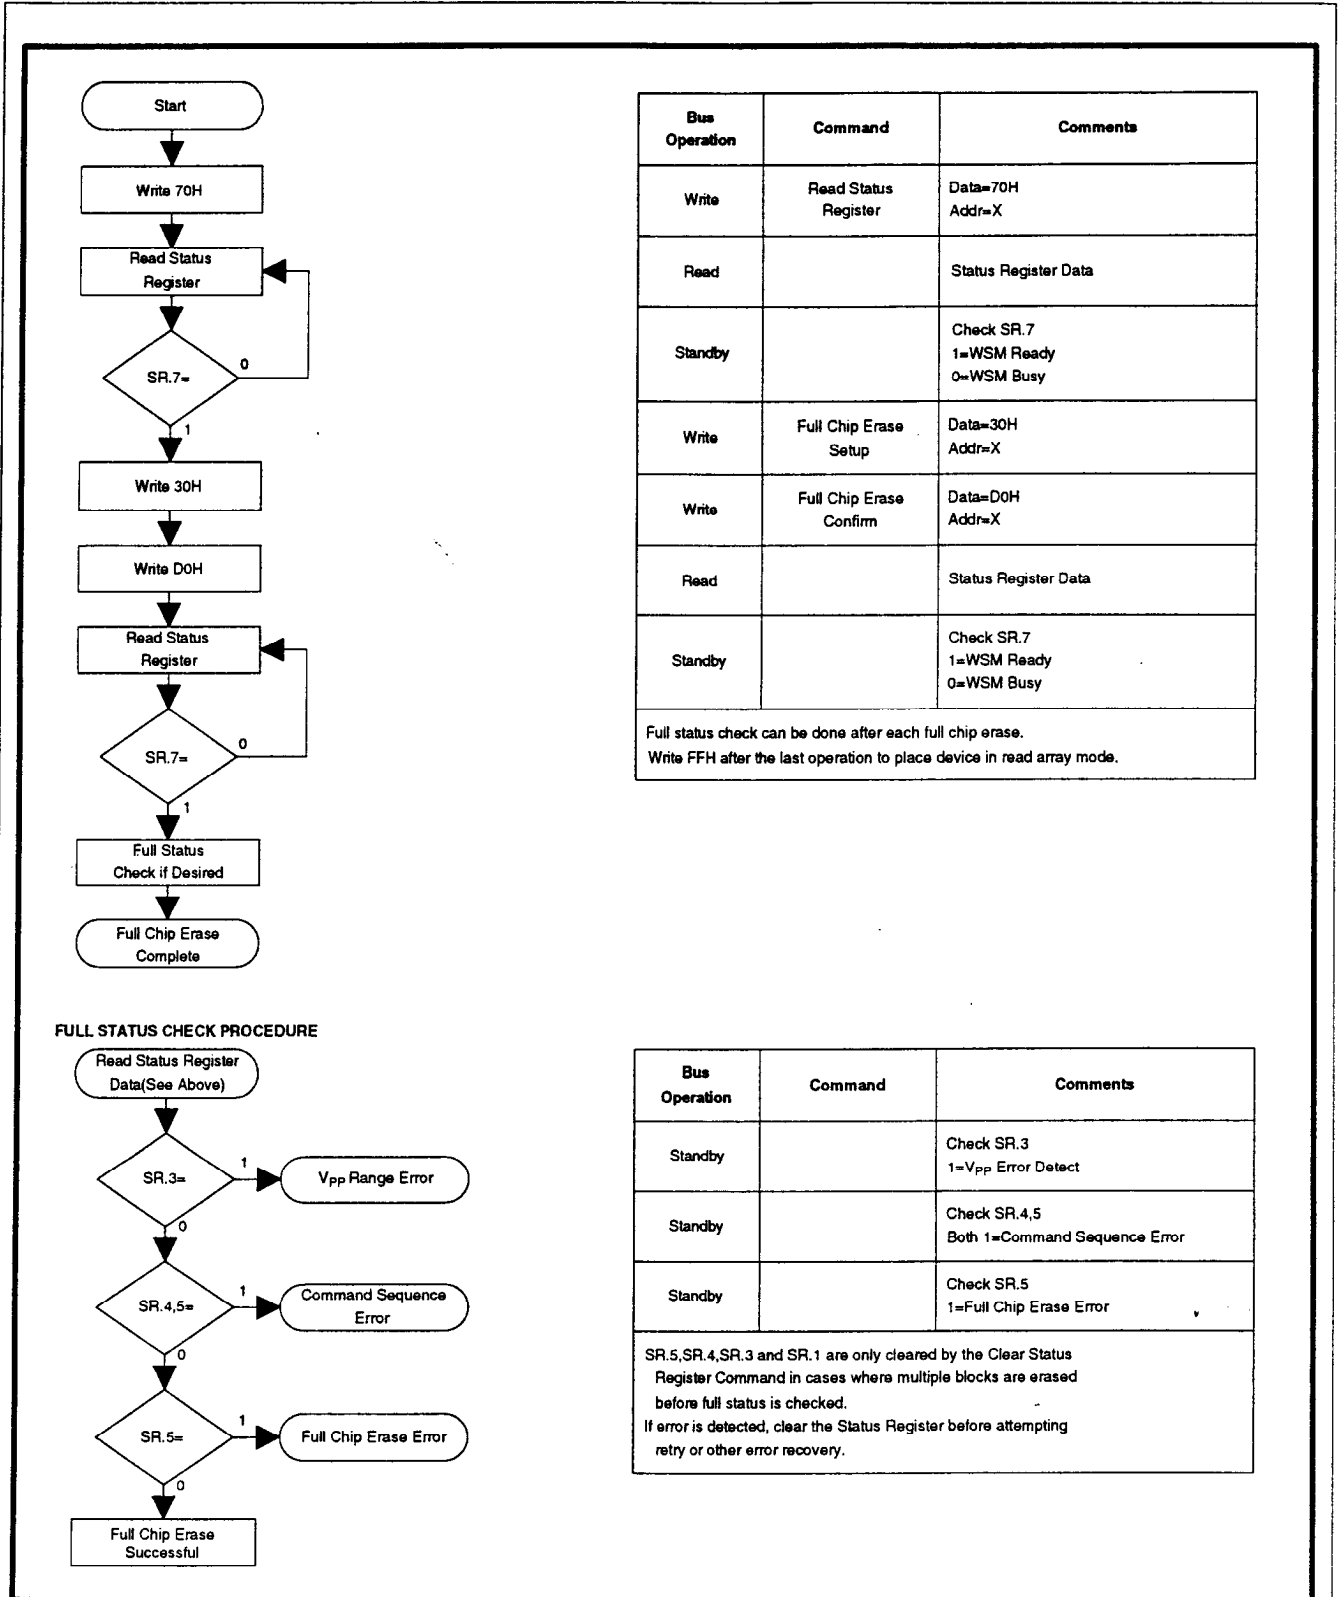 Start
Write 70H
Read Status
Register
SR.7=
0
1
Write 30H
Write D0H
Read Status
Register
SR.7=
0
1
Full Status
Check if Desired
Full Chip Erase
Complete
Bus
Operation
Command
Comments
Write
Read Status
Register
Data=70H
Addr=X
Read
Status Register Data
Standby
Check SR.7
1=WSM Ready
0=WSM Busy
Write
Full Chip Erase
Setup
Data=30H
Addr=X
Write
Full Chip Erase
Confirm
Data=D0H
Addr=X
Read
Status Register Data
Standby
Check SR.7
1=WSM Ready
0=WSM Busy
Full status check can be done after each full chip erase.
Write FFH after the last operation to place device in read array mode.
FULL STATUS CHECK PROCEDURE
Read Status Register
Data(See Above)
SR.3=
1
VPP Range Error
0
SR.4,5=
1
Command Sequence
Error
0
SR.5=
1
Full Chip Erase Error
0
Full Chip Erase
Successful
Bus
Operation
Command
Comments
Standby
Check SR.3
1=VPP Error Detect
Standby
Check SR.4,5
Both 1=Command Sequence Error
Standby
Check SR.5
1=Full Chip Erase Error
SR.5,SR.4,SR.3 and SR.1 are only cleared by the Clear Status
Register Command in cases where multiple blocks are erased
before full status is checked.
If error is detected, clear the Status Register before attempting
retry or other error recovery.